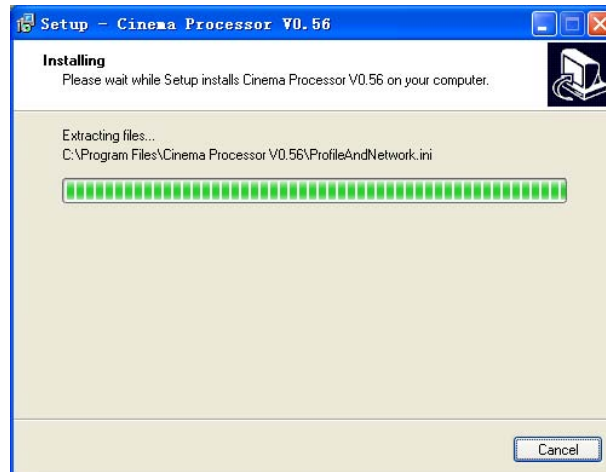 Setup - Cinema Processor V0.56
Installing
Please wait while Setup installs Cinema Processor V0.56 on your computer.
Extracting files...
C:\Program Files\Cinema Processor V0.56\ProfileAndNetwork.ini
Cancel